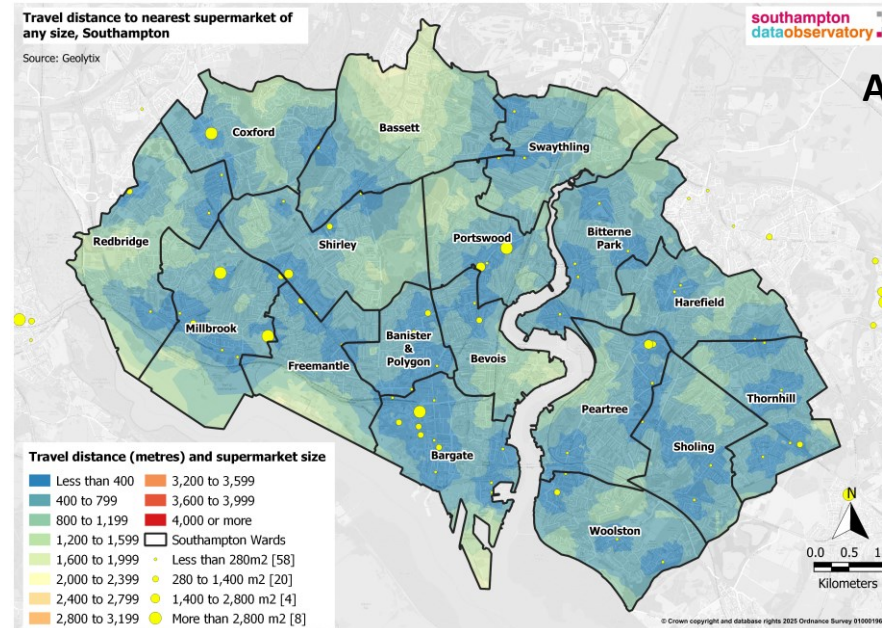 Travel distance to nearest supermarket of
any size, Southampton
Source: Geolytix
southampton
dataobservatory
A
Coxford
Bassett
Swaythling
Redbridge
Shirley
Portswood
Bitterne
Park
Harefield
Millbrook
Freemantle
Banister
&
Polygon
Bevois
Peartree
Thornhill
Bargate
Sholing
Woolston
Travel distance (metres) and supermarket size
Less than 400
400 to 799
800 to 1,199
1,200 to 1,599
1,600 to 1,999
2,000 to 2,399
2,400 to 2,799
2,800 to 3,199
3,200 to 3,599
3,600 to 3,999
4,000 or more
Southampton Wards
Less than 280m2 [58]
280 to 1,400 m2 [20]
1,400 to 2,800 m2 [4]
More than 2,800 m2 [8]
N
0.0 0.5 1
Kilometers
© Crown copyright and database rights 2025 Ordnance Survey 01000196